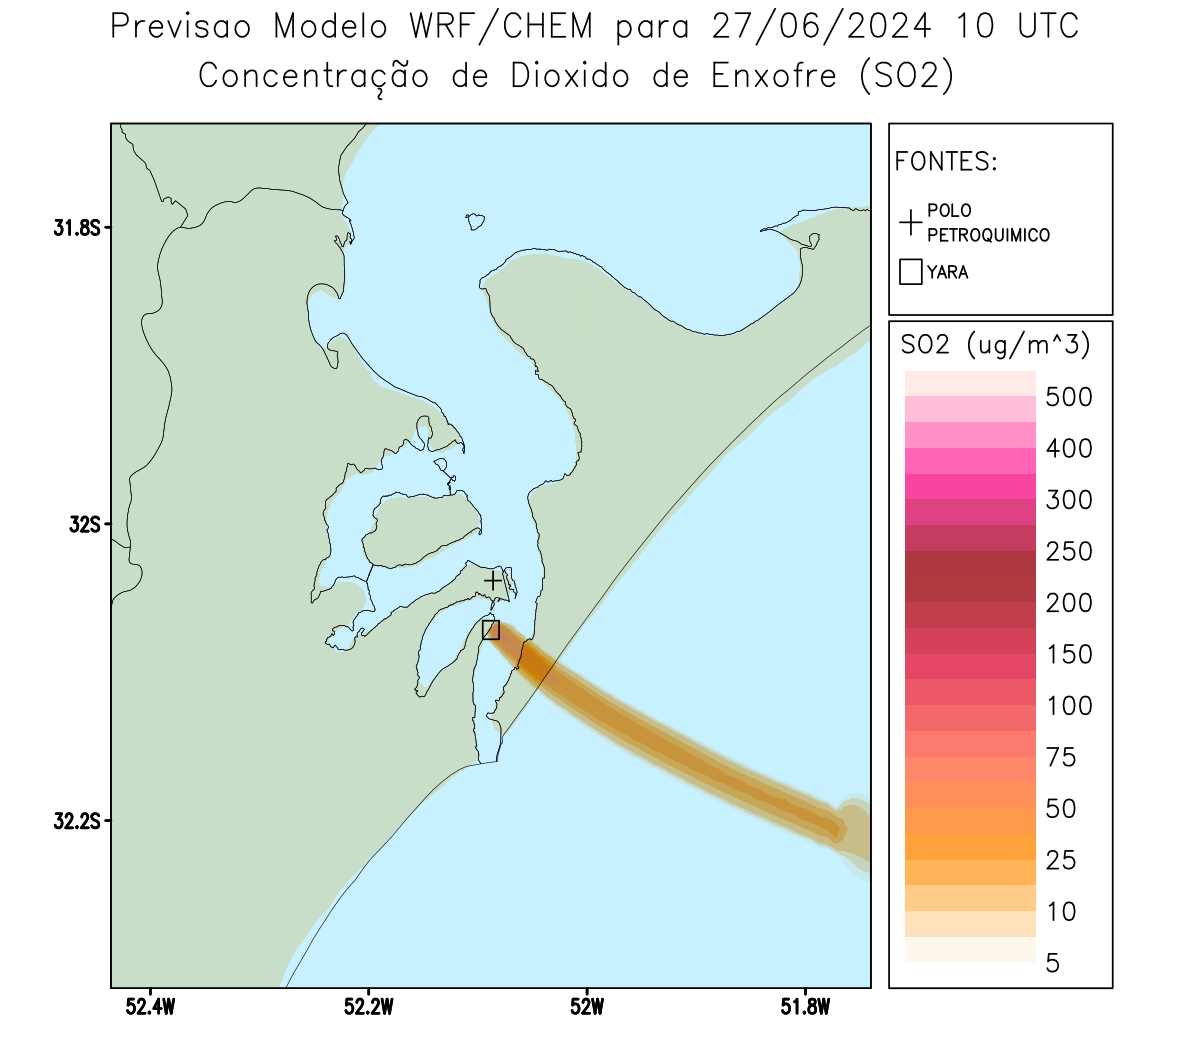 Previsao Modelo WRF/CHEM para 27/06/2024 10 UTC
Concentração de Dioxido de Enxofre (SO2)
FONTES:
POLO
PETROQUIMICO
YARA
SO2 (ug/m^3)
500
400
300
250
200
150
100
75
50
25
10
5
31.8S
32S
32.2S
52.4W
52.2W
52W
51.8W